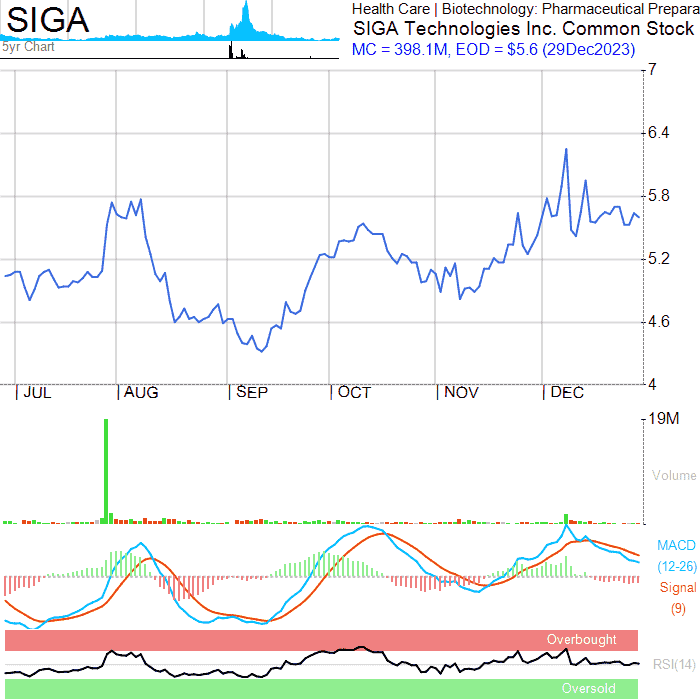 SIGA
5yr Chart
Health Care | Biotechnology: Pharmaceutical Prepara
SIGA Technologies Inc. Common Stock
MC = 398.1M, EOD = $5.6 (29Dec2023)
7
6.4
5.8
5.2
4.6
4
JUL AUG SEP OCT NOV DEC
19M
Volume
MACD
(12-26)
Signal
(9)
Overbought
RSI(14)
Oversold